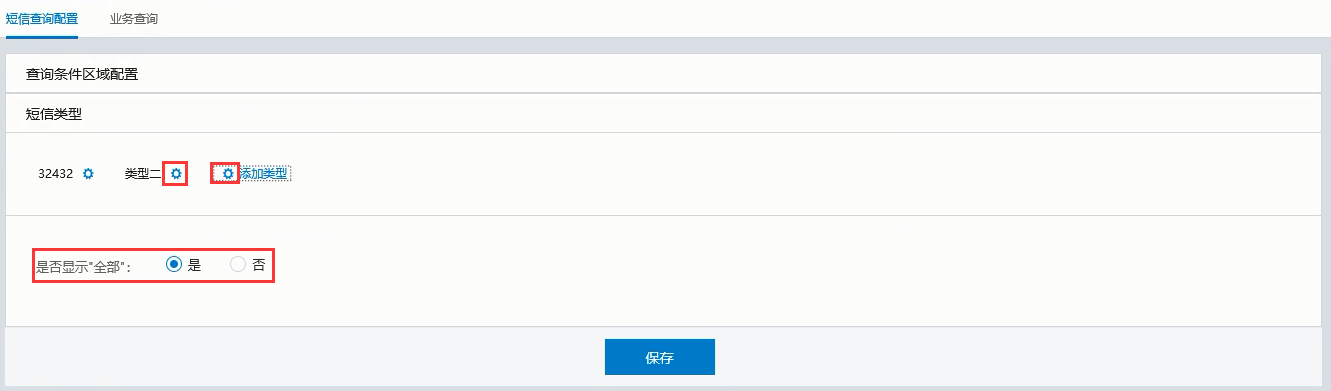 短信查询配置 业务查询
查询条件区域配置
短信类型
32432 类型二 添加类型
是否显示"全部"： 是 否
保存